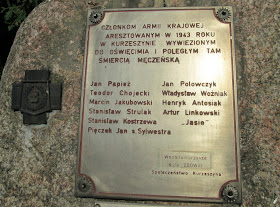 CZŁONKOM ARMII KRAJOWEJ
ARESZTOWANYM W 1943 ROKU
W KURZESZYNIE WYWIEZIONYM
DO OŚWIĘCIMIA I POLEGŁYM TAM
ŚMIERCIĄ MĘCZEŃSKĄ
Jan Papież Jan Polewczyk
Teodor Chojecki Władysław Woźniak
Marcin Jakubowski Henryk Antosiak
Stanisław Strulak Artur Linkowski
Stanisław Kostrzewa "Jasio"
Pięczek Jan s Sylwestra
Społeczeństwo Kurzeszyna